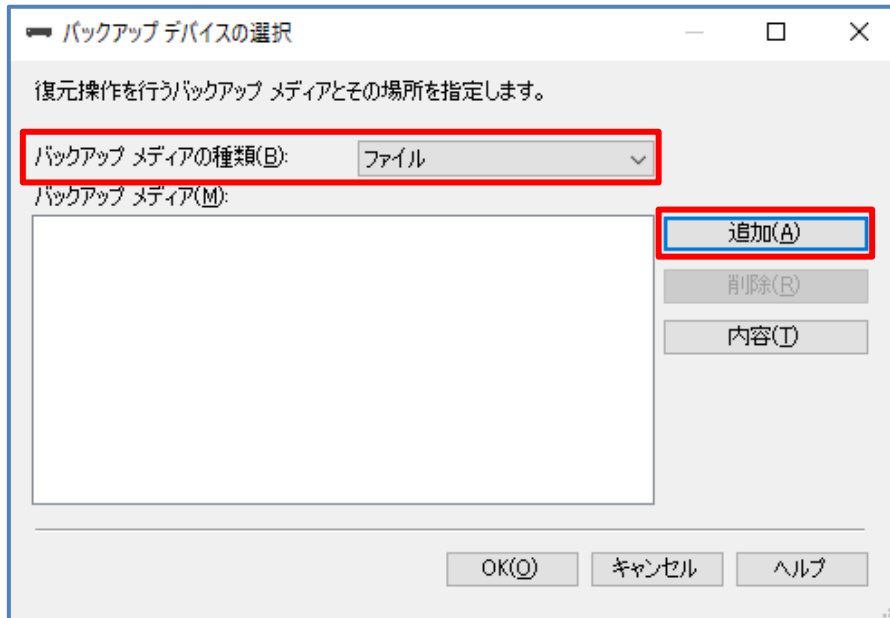 バックアップ デバイスの選択
復元操作を行うバックアップ メディアとその場所を指定します。
バックアップ メディアの種類(B): ファイル
バックアップ メディア(M):
追加(A)
削除(R)
内容(T)
OK(O) キャンセル ヘルプ